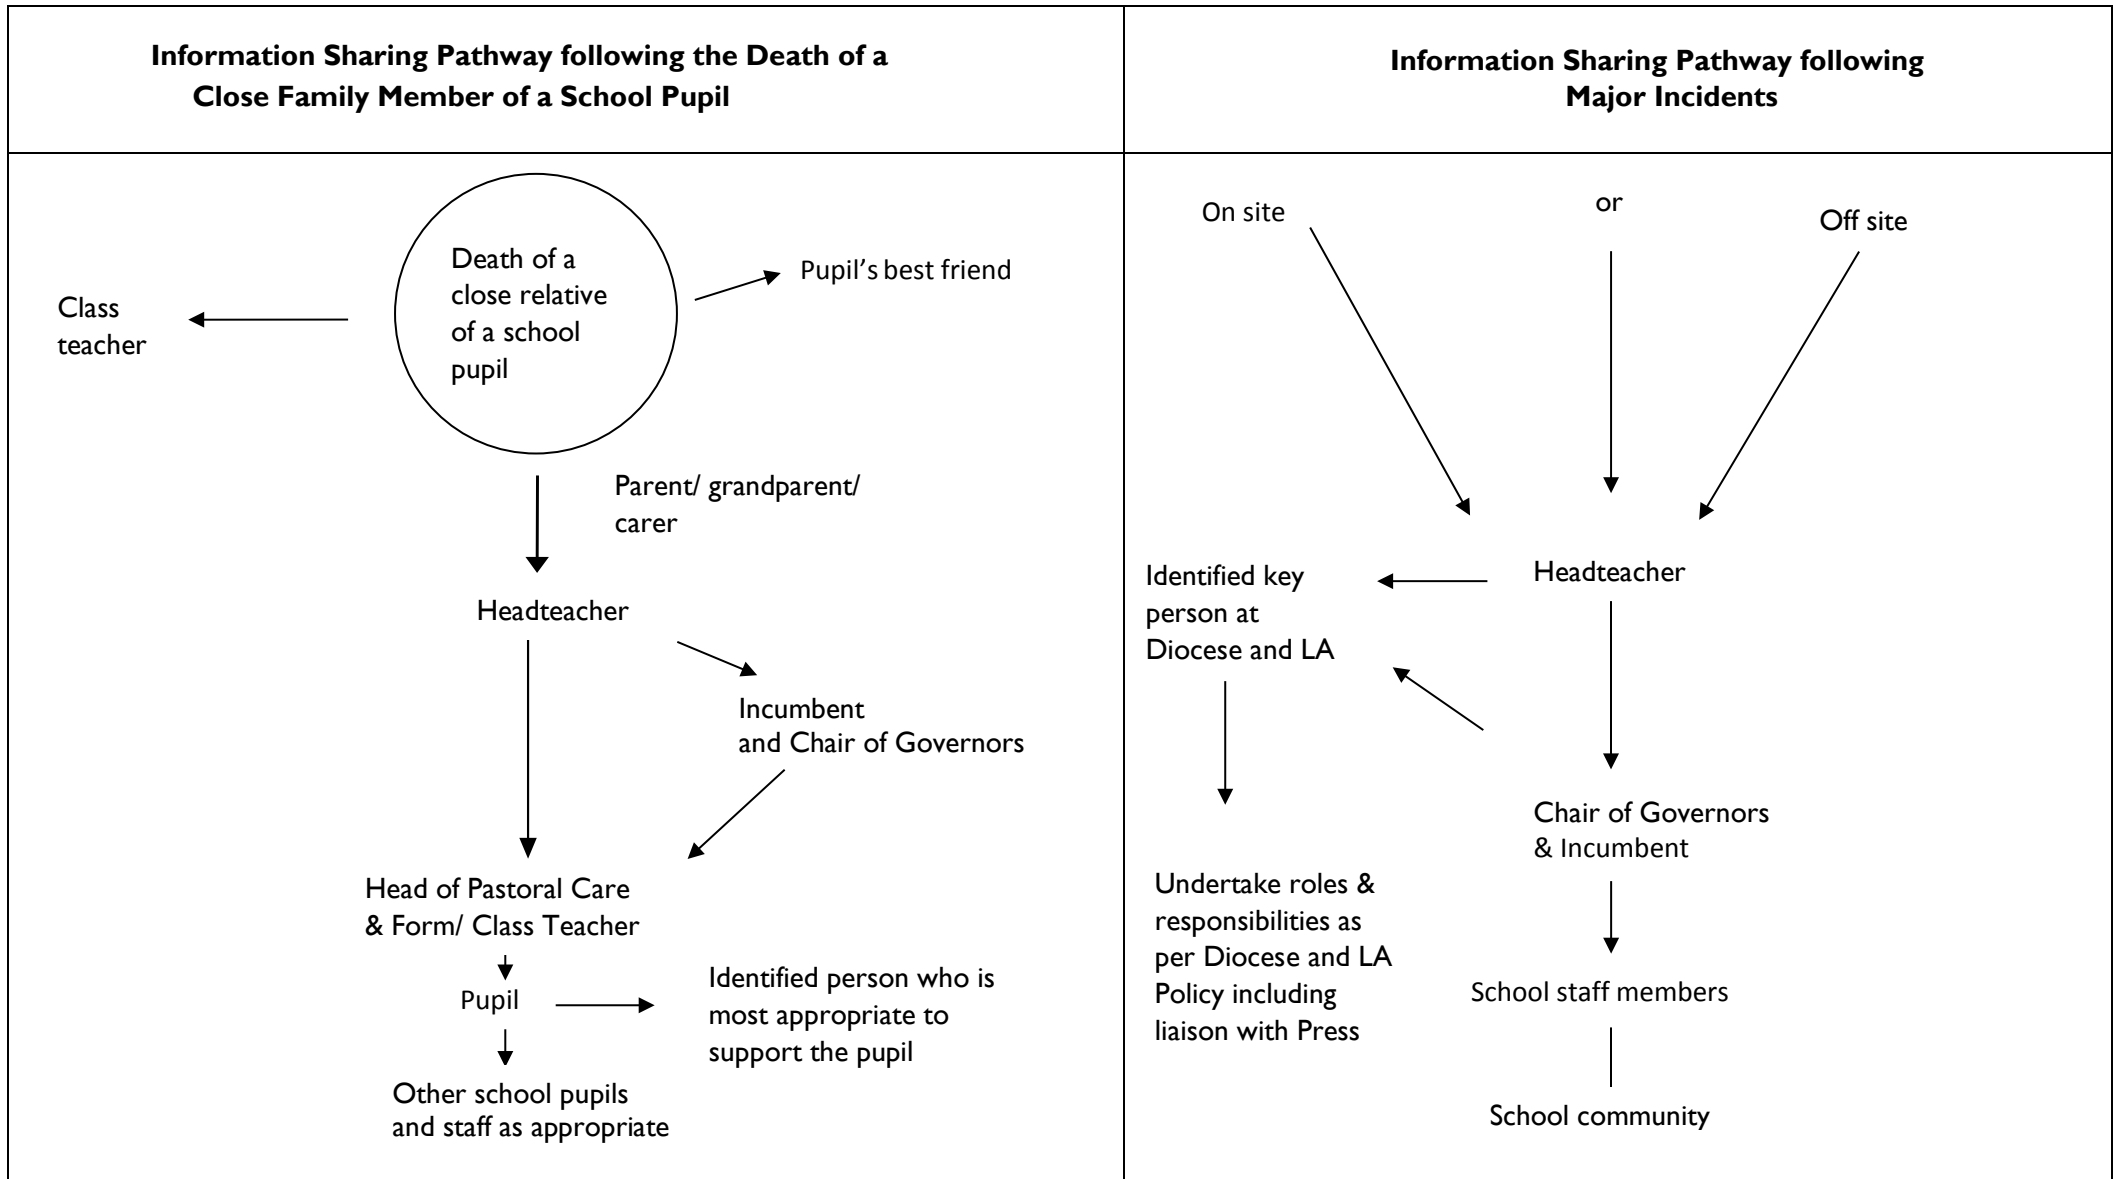 Information Sharing Pathway following the Death of a
Close Family Member of a School Pupil
Death of a
close relative
of a school
pupil
Pupil’s best friend
Class
teacher
Parent/ grandparent/
carer
Headteacher
Incumbent
and Chair of Governors
Head of Pastoral Care
& Form/ Class Teacher
Pupil
Identified person who is
most appropriate to
support the pupil
Other school pupils
and staff as appropriate
Information Sharing Pathway following
Major Incidents
On site
or
Off site
Headteacher
Identified key
person at
Diocese and LA
Chair of Governors
& Incumbent
Undertake roles &
responsibilities as
per Diocese and LA
Policy including
liaison with Press
School staff members
School community